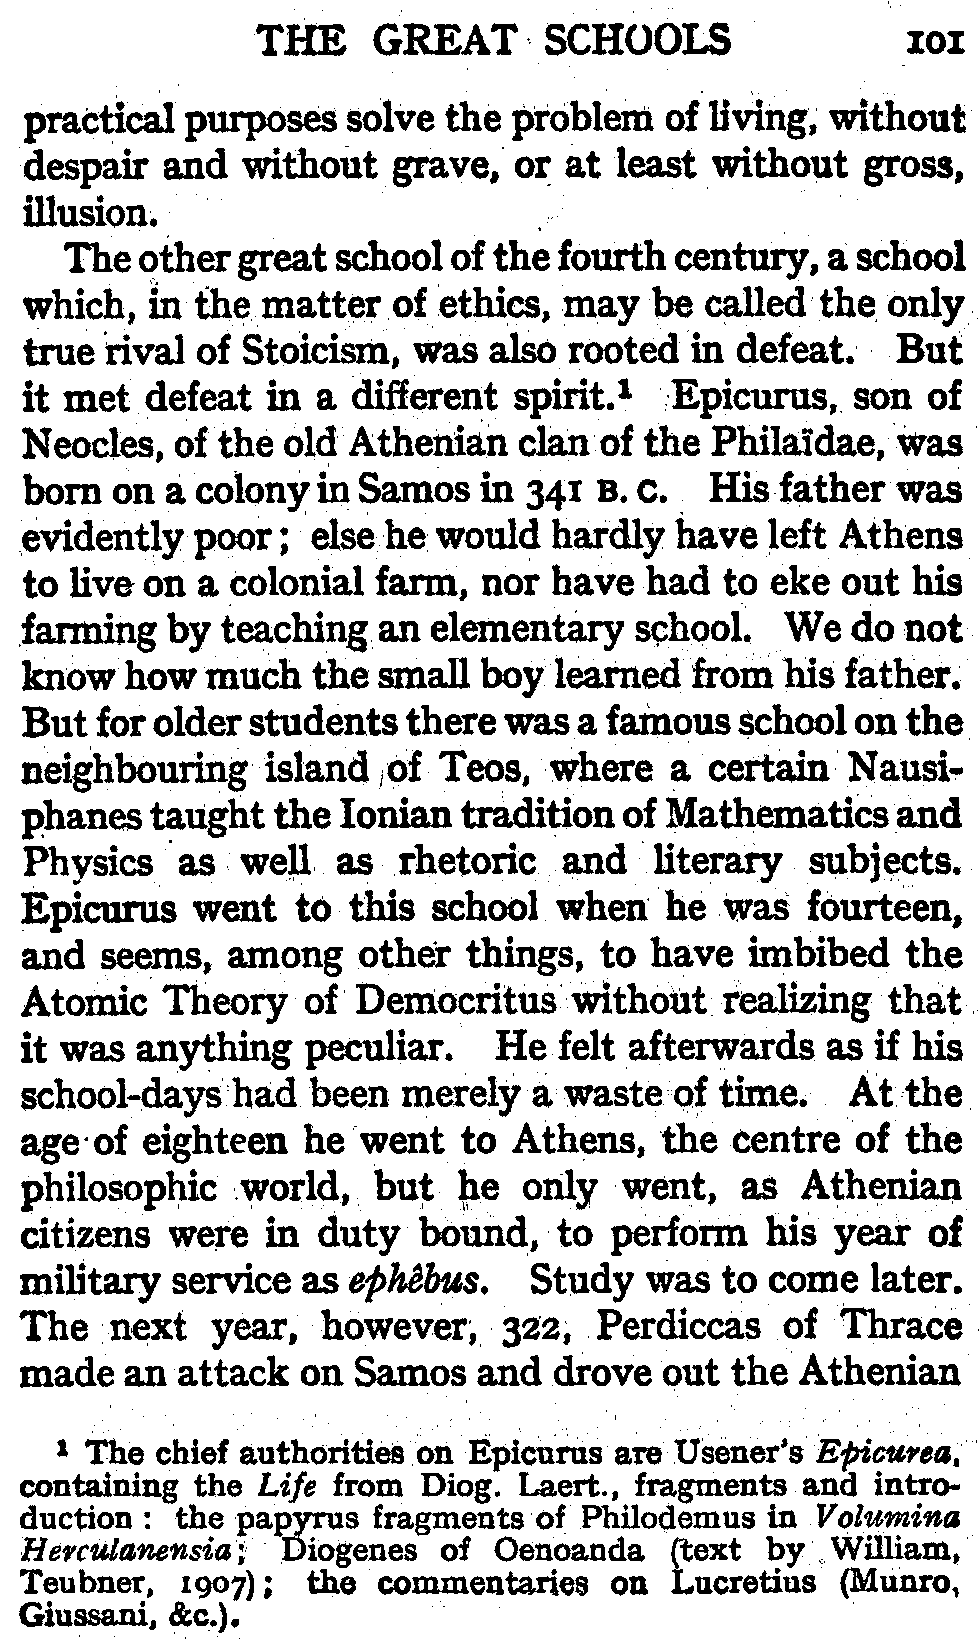 THE GREAT SCHOOLS 101
practical purposes solve the problem of living, without
despair and without grave, or at least without gross,
illusion.
The other great school of the fourth century, a school
which, in the matter of ethics, may be called the only
true rival of Stoicism, was also rooted in defeat. But
it met defeat in a different spirit.¹ Epicurus, son of
Neocles, of the old Athenian clan of the Philaïdae, was
born on a colony in Samos in 341 B. C. His father was
evidently poor; else he would hardly have left Athens
to live on a colonial farm, nor have had to eke out his
farming by teaching an elementary school. We do not
know how much the small boy learned from his father.
But for older students there was a famous school on the
neighbouring island of Teos, where a certain Nausi-
phanes taught the Ionian tradition of Mathematics and
Physics as well as rhetoric and literary subjects.
Epicurus went to this school when he was fourteen,
and seems, among other things, to have imbibed the
Atomic Theory of Democritus without realizing that
it was anything peculiar. He felt afterwards as if his
school-days had been merely a waste of time. At the
age of eighteen he went to Athens, the centre of the
philosophic world, but he only went, as Athenian
citizens were in duty bound, to perform his year of
military service as ephêbus. Study was to come later.
The next year, however, 322, Perdiccas of Thrace
made an attack on Samos and drove out the Athenian
¹ The chief authorities on Epicurus are Usener's Epicurea,
containing the Life from Diog. Laert., fragments and intro-
duction: the papyrus fragments of Philodemus in Volumina
Herculanensia; Diogenes of Oenoanda (text by William,
Teubner, 1907); the commentaries on Lucretius (Munro,
Giussani, &c.).